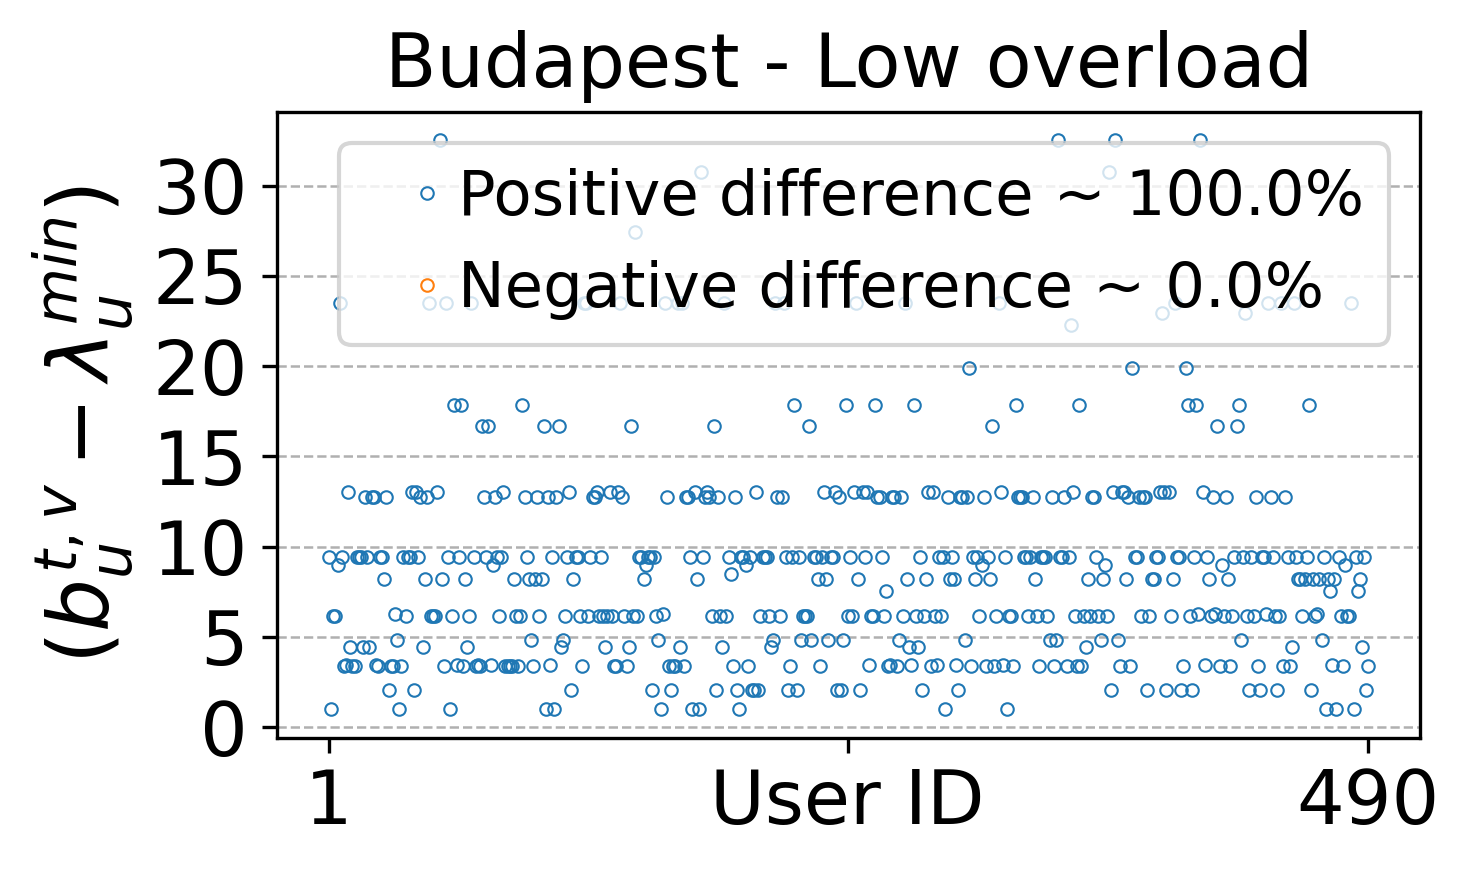 Budapest - Low overload
(b_u^{t, v} − λ_u^{min})
30
25
20
15
10
5
0
Positive difference ~ 100.0%
Negative difference ~ 0.0%
1
User ID
490